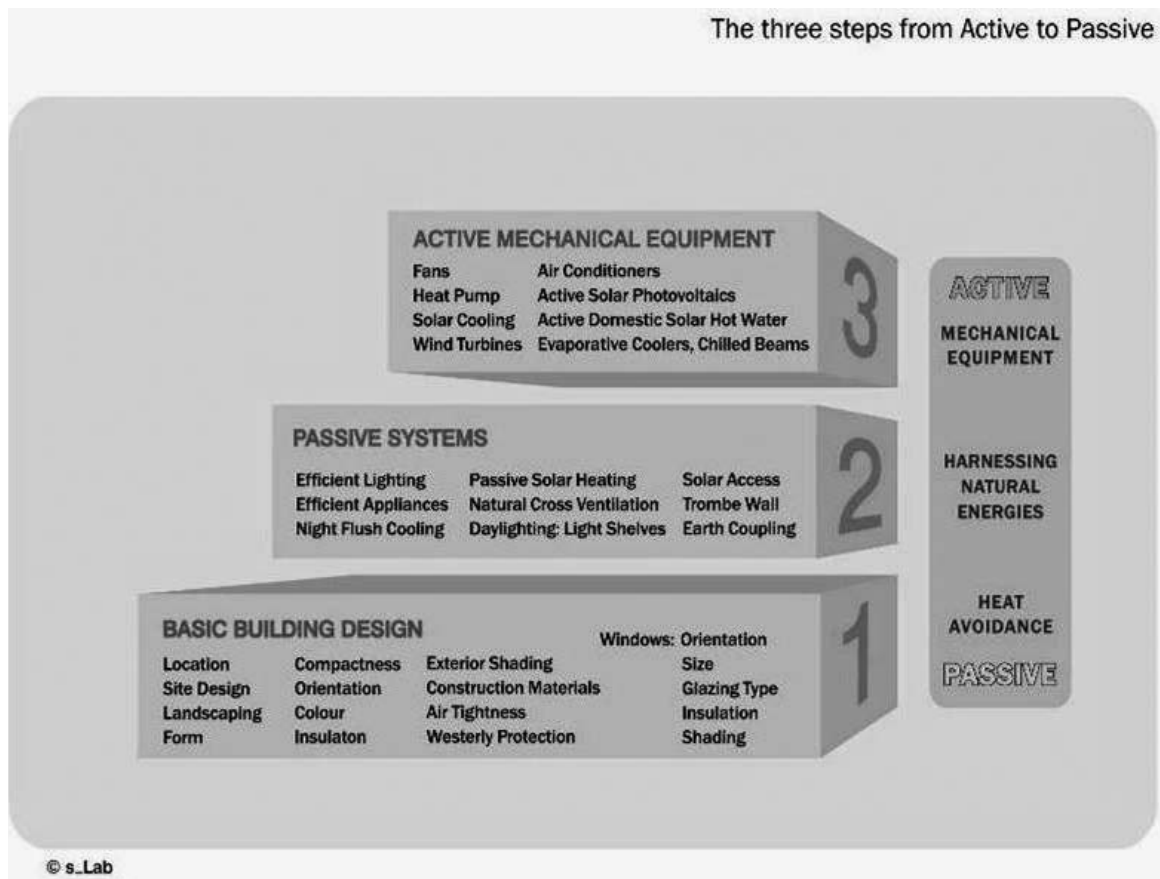 The three steps from Active to Passive
ACTIVE MECHANICAL EQUIPMENT
Fans Air Conditioners
Heat Pump Active Solar Photovoltaics
Solar Cooling Active Domestic Solar Hot Water
Wind Turbines Evaporative Coolers, Chilled Beams
3
PASSIVE SYSTEMS
Efficient Lighting Passive Solar Heating Solar Access
Efficient Appliances Natural Cross Ventilation Trombe Wall
Night Flush Cooling Daylighting: Light Shelves Earth Coupling
2
BASIC BUILDING DESIGN
Windows: Orientation
Location Compactness Exterior Shading Size
Site Design Orientation Construction Materials Glazing Type
Landscaping Colour Air Tightness Insulation
Form Insulaton Westerly Protection Shading
1
ACTIVE
MECHANICAL
EQUIPMENT
HARNESSING
NATURAL
ENERGIES
HEAT
AVOIDANCE
PASSIVE
© s_Lab